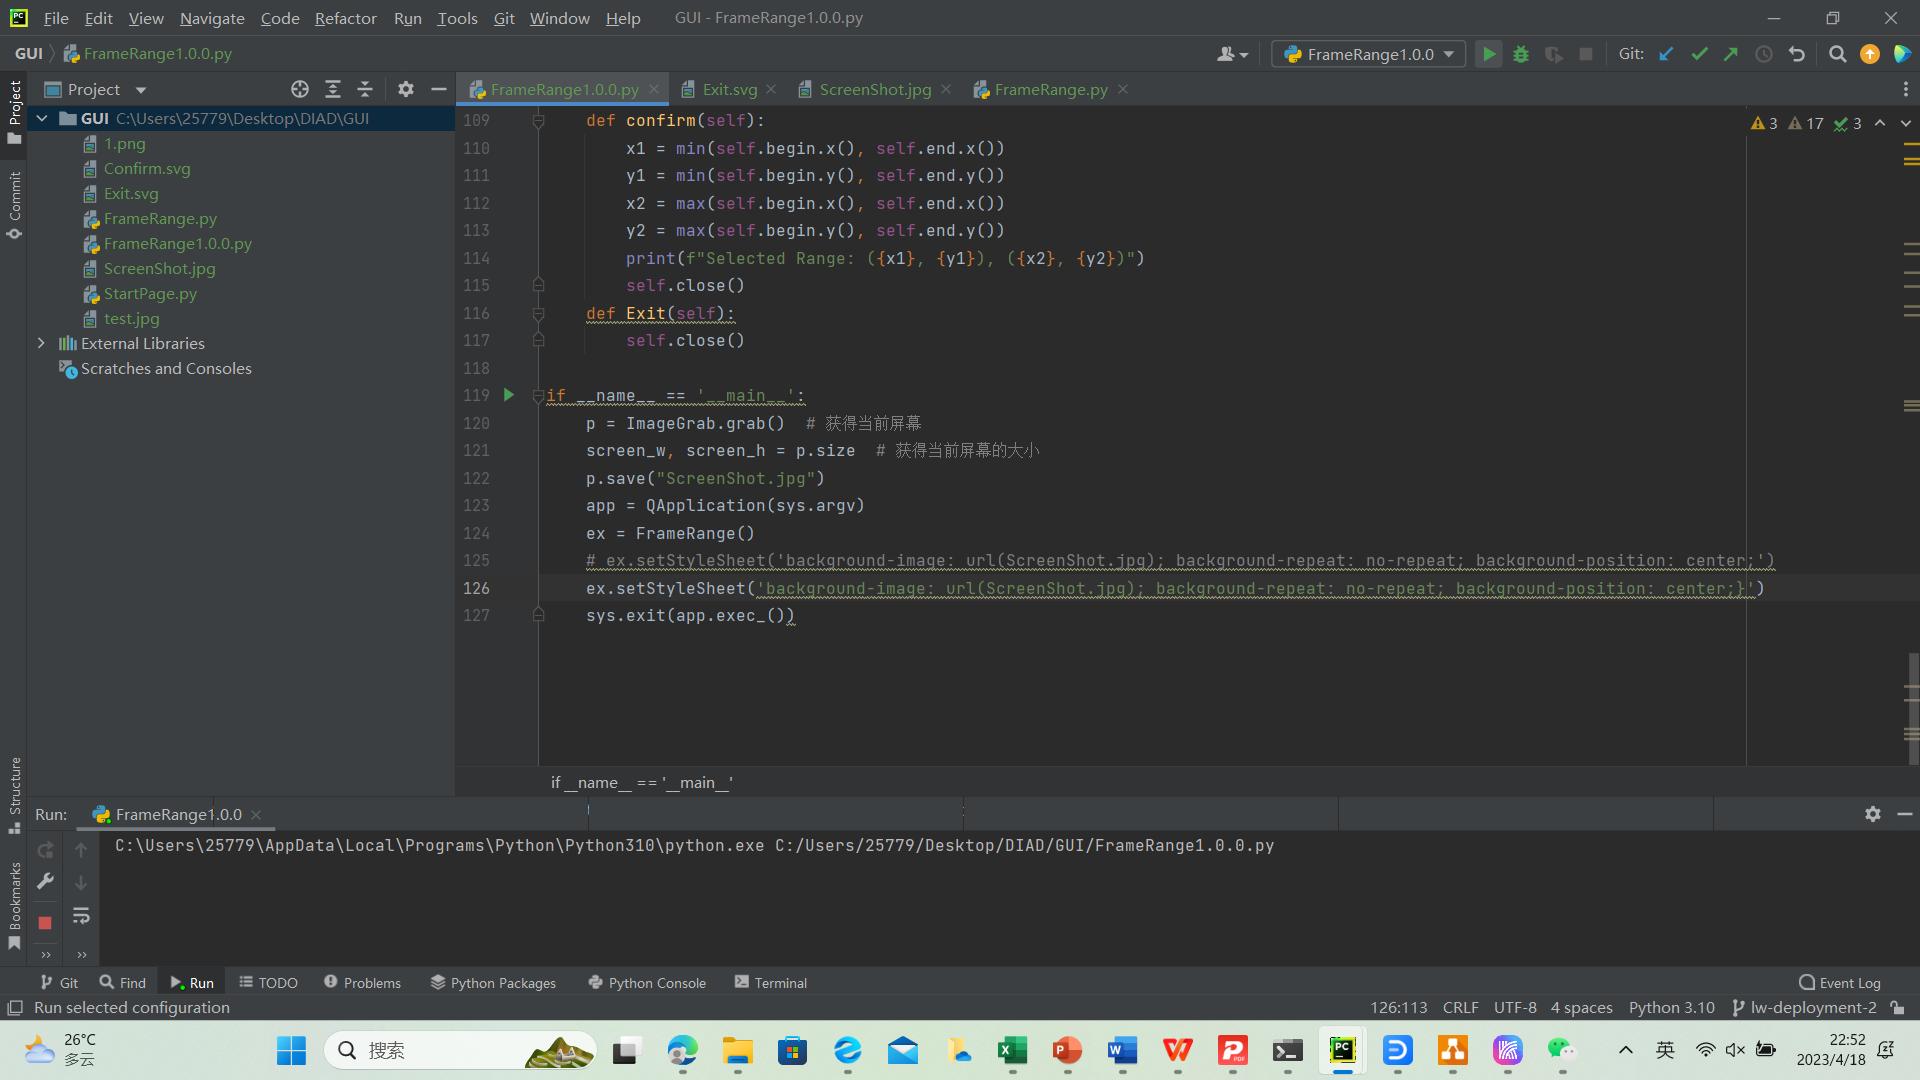 File Edit View Navigate Code Refactor Run Tools Git Window Help GUI - FrameRange1.0.0.py
GUI FrameRange1.0.0.py FrameRange1.0.0 Git:
Project FrameRange1.0.0.py Exit.svg ScreenShot.jpg FrameRange.py
Project
Commit
Structure
Bookmarks
GUI C:\Users\25779\Desktop\DIAD\GUI
1.png
Confirm.svg
Exit.svg
FrameRange.py
FrameRange1.0.0.py
ScreenShot.jpg
StartPage.py
test.jpg
External Libraries
Scratches and Consoles
3 17 3
109 def confirm(self):
110 x1 = min(self.begin.x(), self.end.x())
111 y1 = min(self.begin.y(), self.end.y())
112 x2 = max(self.begin.x(), self.end.x())
113 y2 = max(self.begin.y(), self.end.y())
114 print(f"Selected Range: ({x1}, {y1}), ({x2}, {y2})")
115 self.close()
116 def Exit(self):
117 self.close()
118
119 if __name__ == '__main__':
120 p = ImageGrab.grab()  # 获得当前屏幕
121 screen_w, screen_h = p.size  # 获得当前屏幕的大小
122 p.save("ScreenShot.jpg")
123 app = QApplication(sys.argv)
124 ex = FrameRange()
125 # ex.setStyleSheet('background-image: url(ScreenShot.jpg); background-repeat: no-repeat; background-position: center;')
126 ex.setStyleSheet('background-image: url(ScreenShot.jpg); background-repeat: no-repeat; background-position: center;}')
127 sys.exit(app.exec_())
if __name__ == '__main__'
Run: FrameRange1.0.0
C:\Users\25779\AppData\Local\Programs\Python\Python310\python.exe C:/Users/25779/Desktop/DIAD/GUI/FrameRange1.0.0.py
Git Find Run TODO Problems Python Packages Python Console Terminal Event Log
Run selected configuration 126:113 CRLF UTF-8 4 spaces Python 3.10 lw-deployment-2
26°C
多云
搜索
英
22:52
2023/4/18